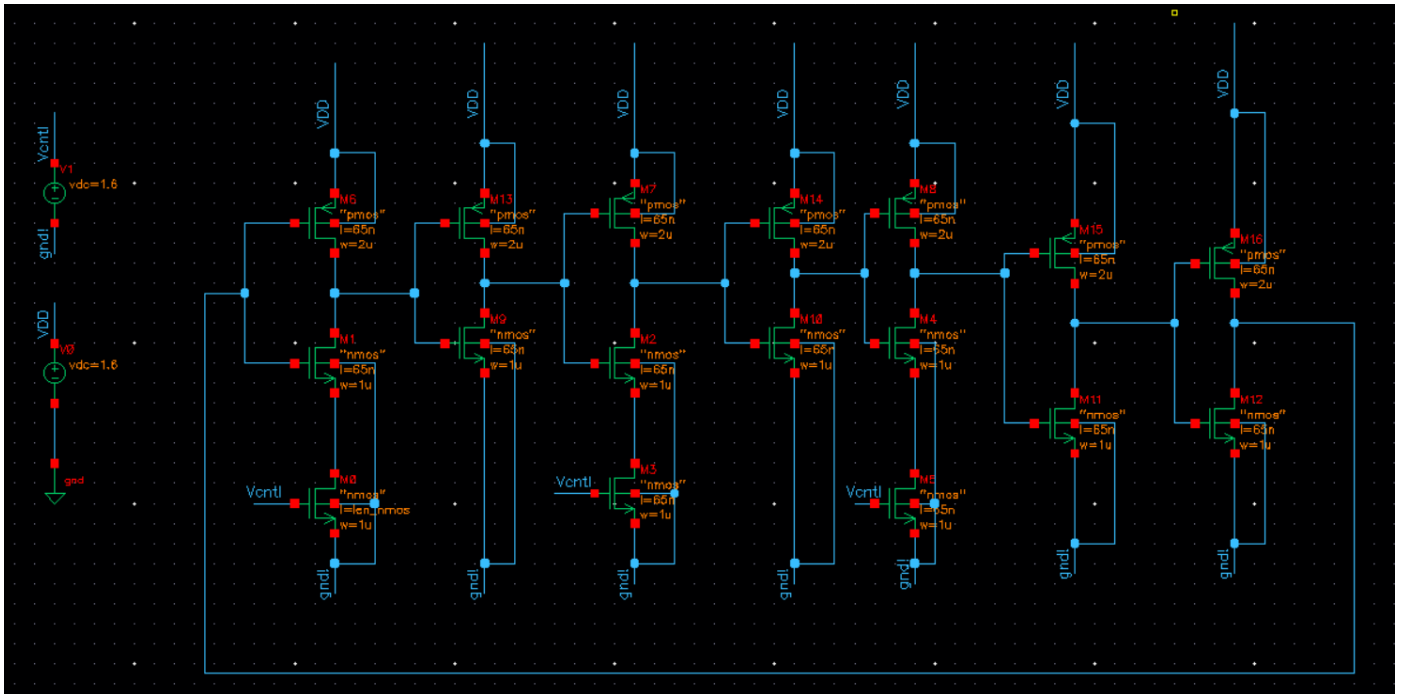 Vcntl
V1
vdc=1.6
gnd!
VDD
V0
vdc=1.6
gnd
VDD
M6
"pmos"
l=65n
w=2u
M1
"nmos"
l=65n
w=1u
Vcntl
M0
"nmos"
l=len_nmos
w=1u
gnd!
VDD
M13
"pmos"
l=65n
w=2u
M9
"nmos"
l=65n
w=1u
gnd!
VDD
M7
"pmos"
l=65n
w=2u
M2
"nmos"
l=65n
w=1u
Vcntl
M3
"nmos"
l=65n
w=1u
gnd!
VDD
M14
"pmos"
l=65n
w=2u
M10
"nmos"
l=65n
w=1u
gnd!
VDD
M8
"pmos"
l=65n
w=2u
M4
"nmos"
l=65n
w=1u
Vcntl
M5
"nmos"
l=65n
w=1u
gnd!
VDD
M15
"pmos"
l=65n
w=2u
M11
"nmos"
l=65n
w=1u
gnd!
VDD
M16
"pmos"
l=65n
w=2u
M12
"nmos"
l=65n
w=1u
gnd!